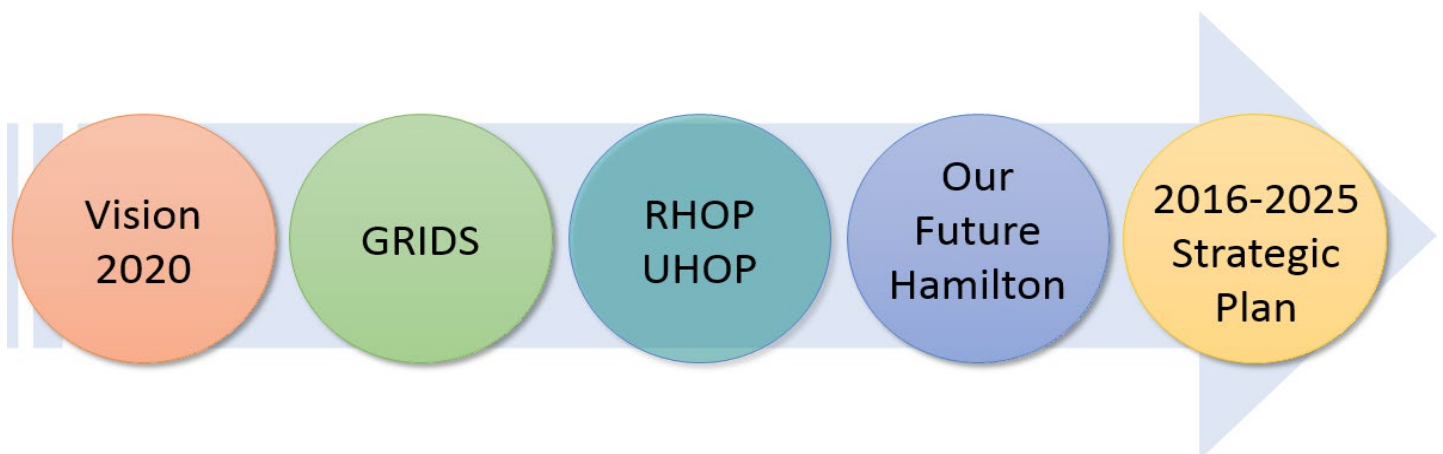 Vision
2020
GRIDS
RHOP
UHOP
Our
Future
Hamilton
2016-2025
Strategic
Plan